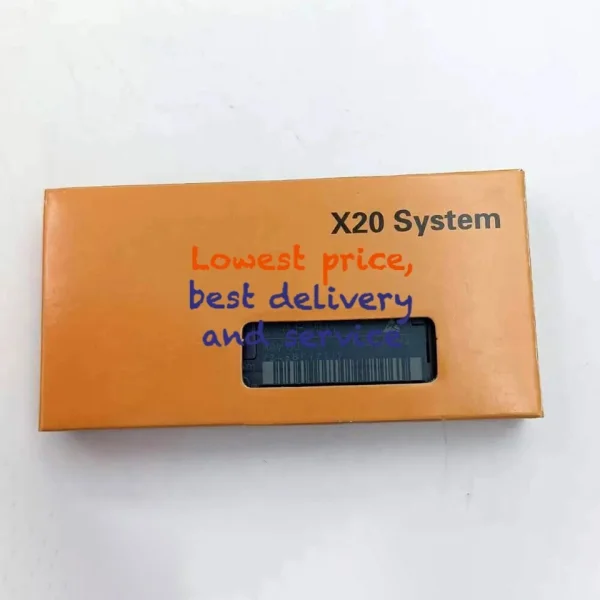 X20 System
Lowest price,
best delivery
and service.